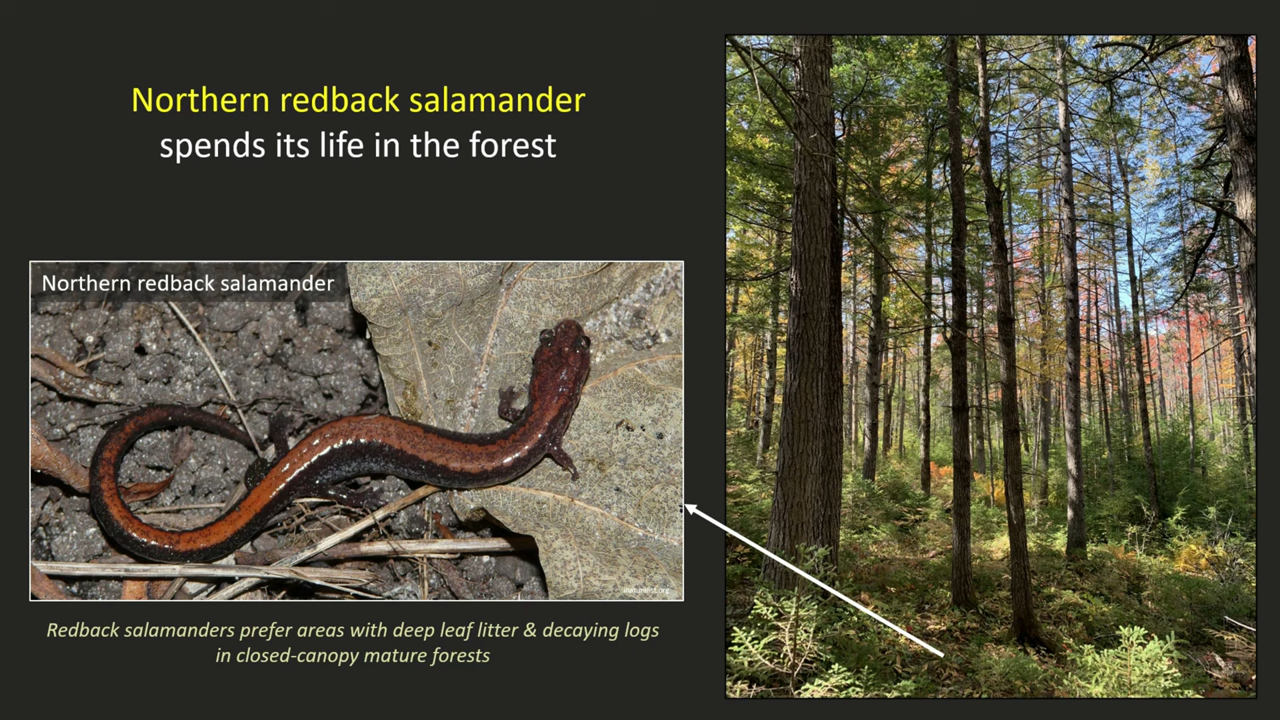 Northern redback salamander
spends its life in the forest
Northern redback salamander
Redback salamanders prefer areas with deep leaf litter & decaying logs
in closed-canopy mature forests